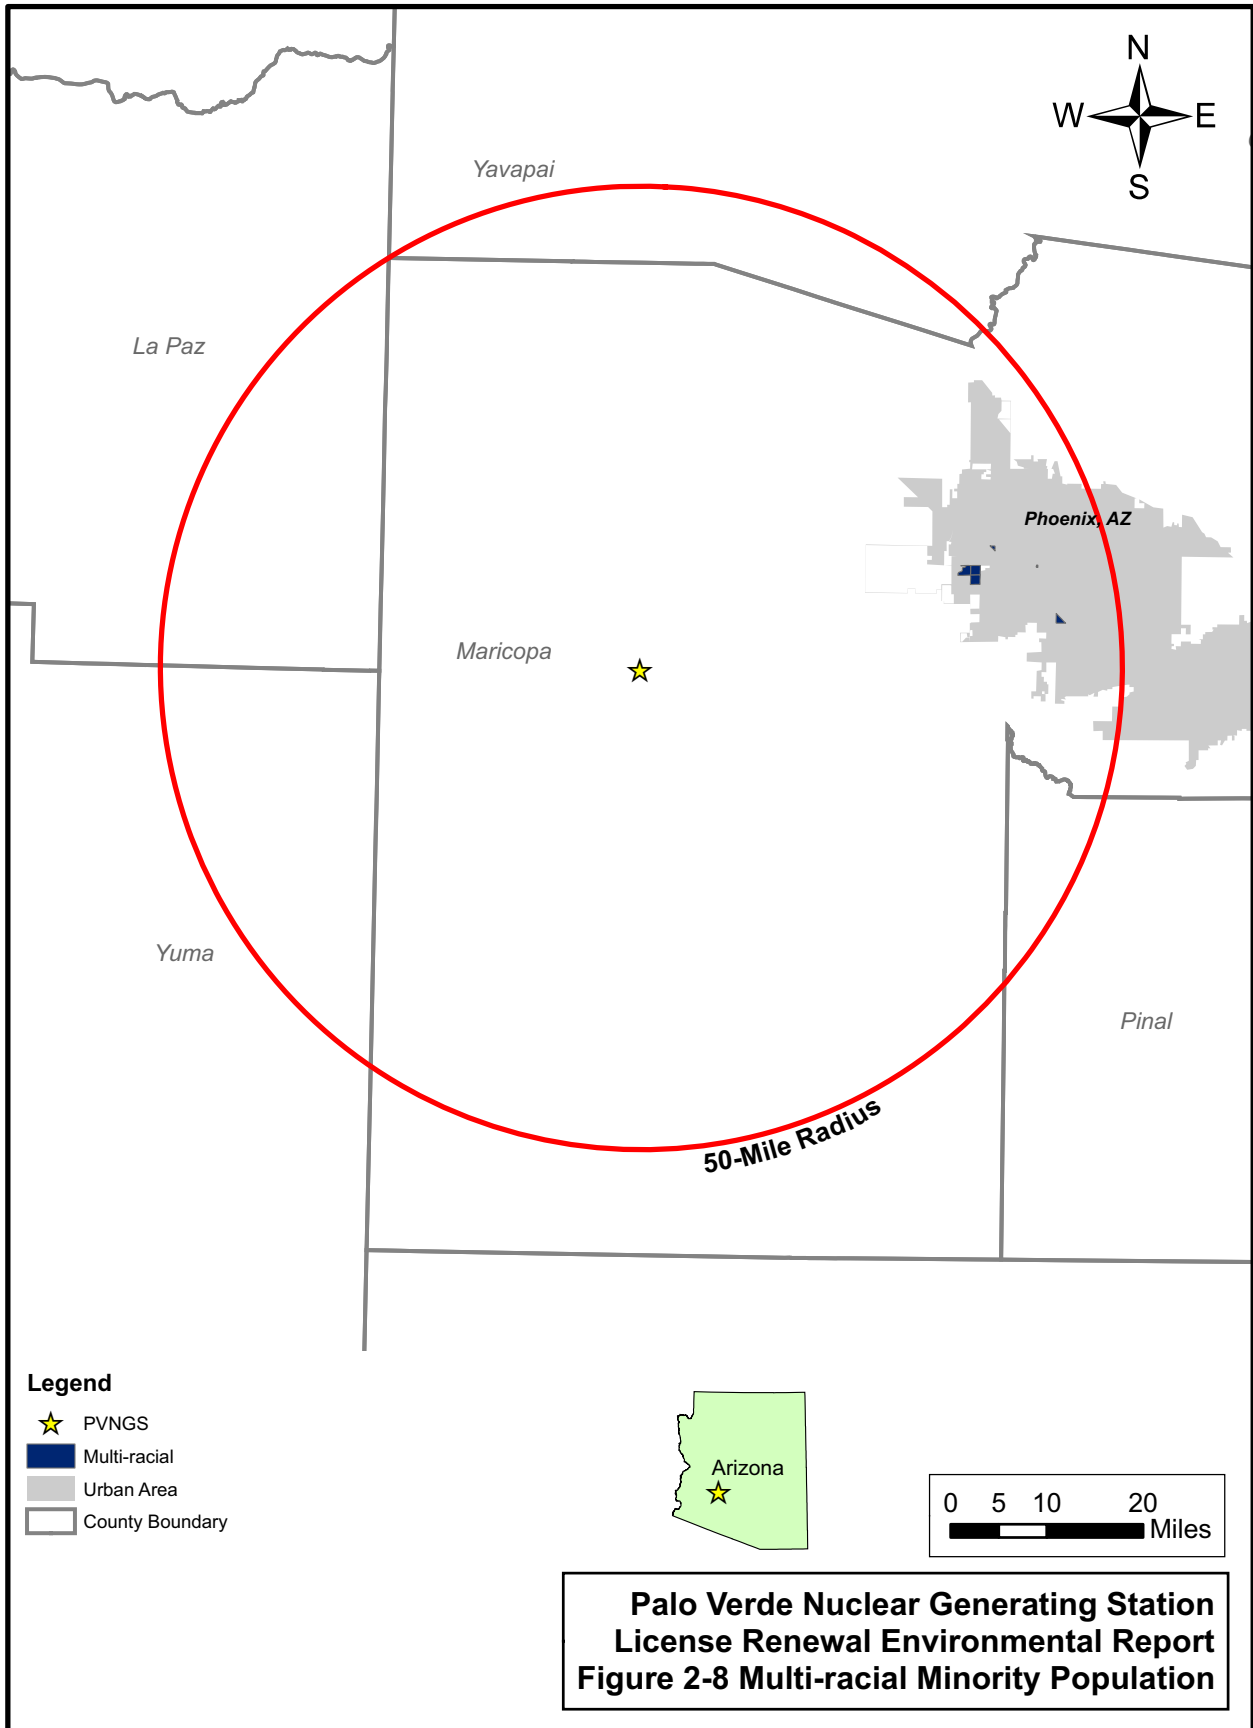 N
W
E
S
Yavapai
La Paz
Phoenix, AZ
Maricopa
Yuma
Pinal
50-Mile Radius
Legend
PVNGS
Multi-racial
Urban Area
County Boundary
Arizona
0 5 10 20
Miles
Palo Verde Nuclear Generating Station
License Renewal Environmental Report
Figure 2-8 Multi-racial Minority Population